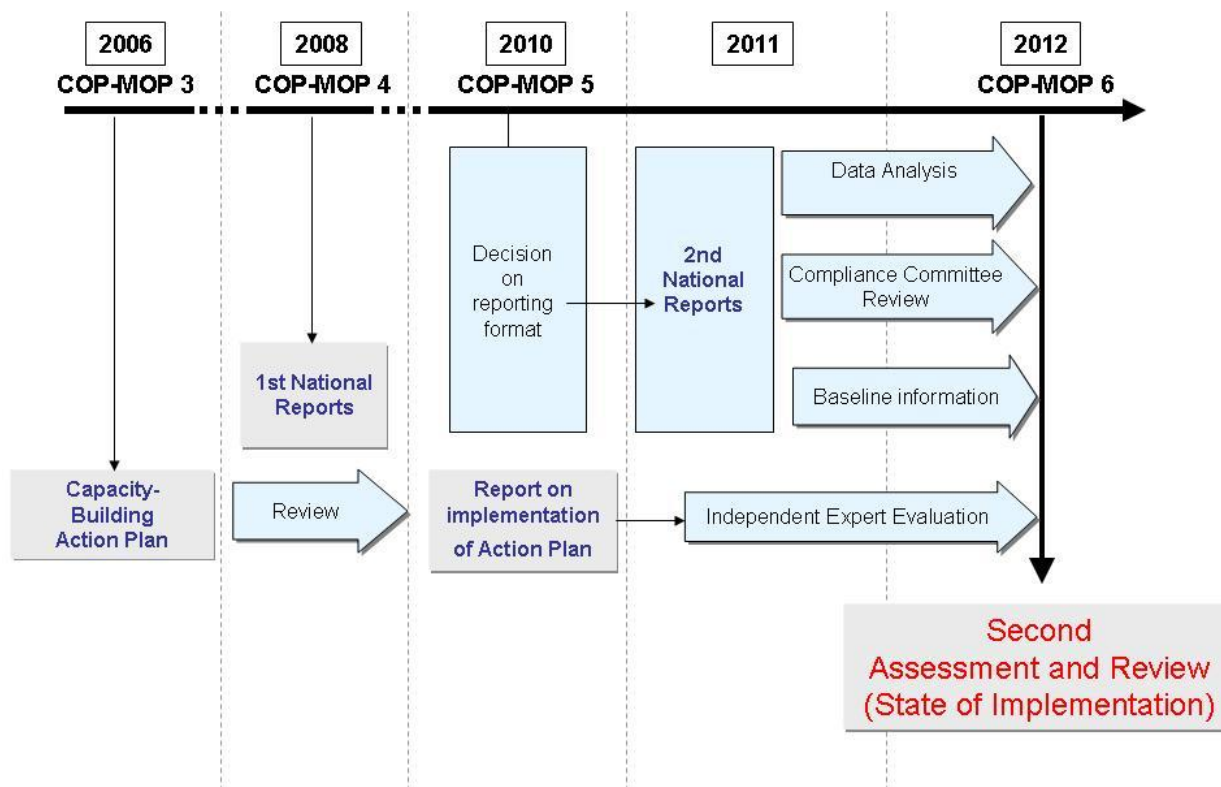 2006
COP-MOP 3
2008
COP-MOP 4
2010
COP-MOP 5
2011
2012
COP-MOP 6
Decision
on
reporting
format
2nd
National
Reports
Data Analysis
Compliance Committee
Review
Baseline information
1st National
Reports
Capacity-
Building
Action Plan
Review
Report on
implementation
of Action Plan
Independent Expert Evaluation
Second
Assessment and Review
(State of Implementation)